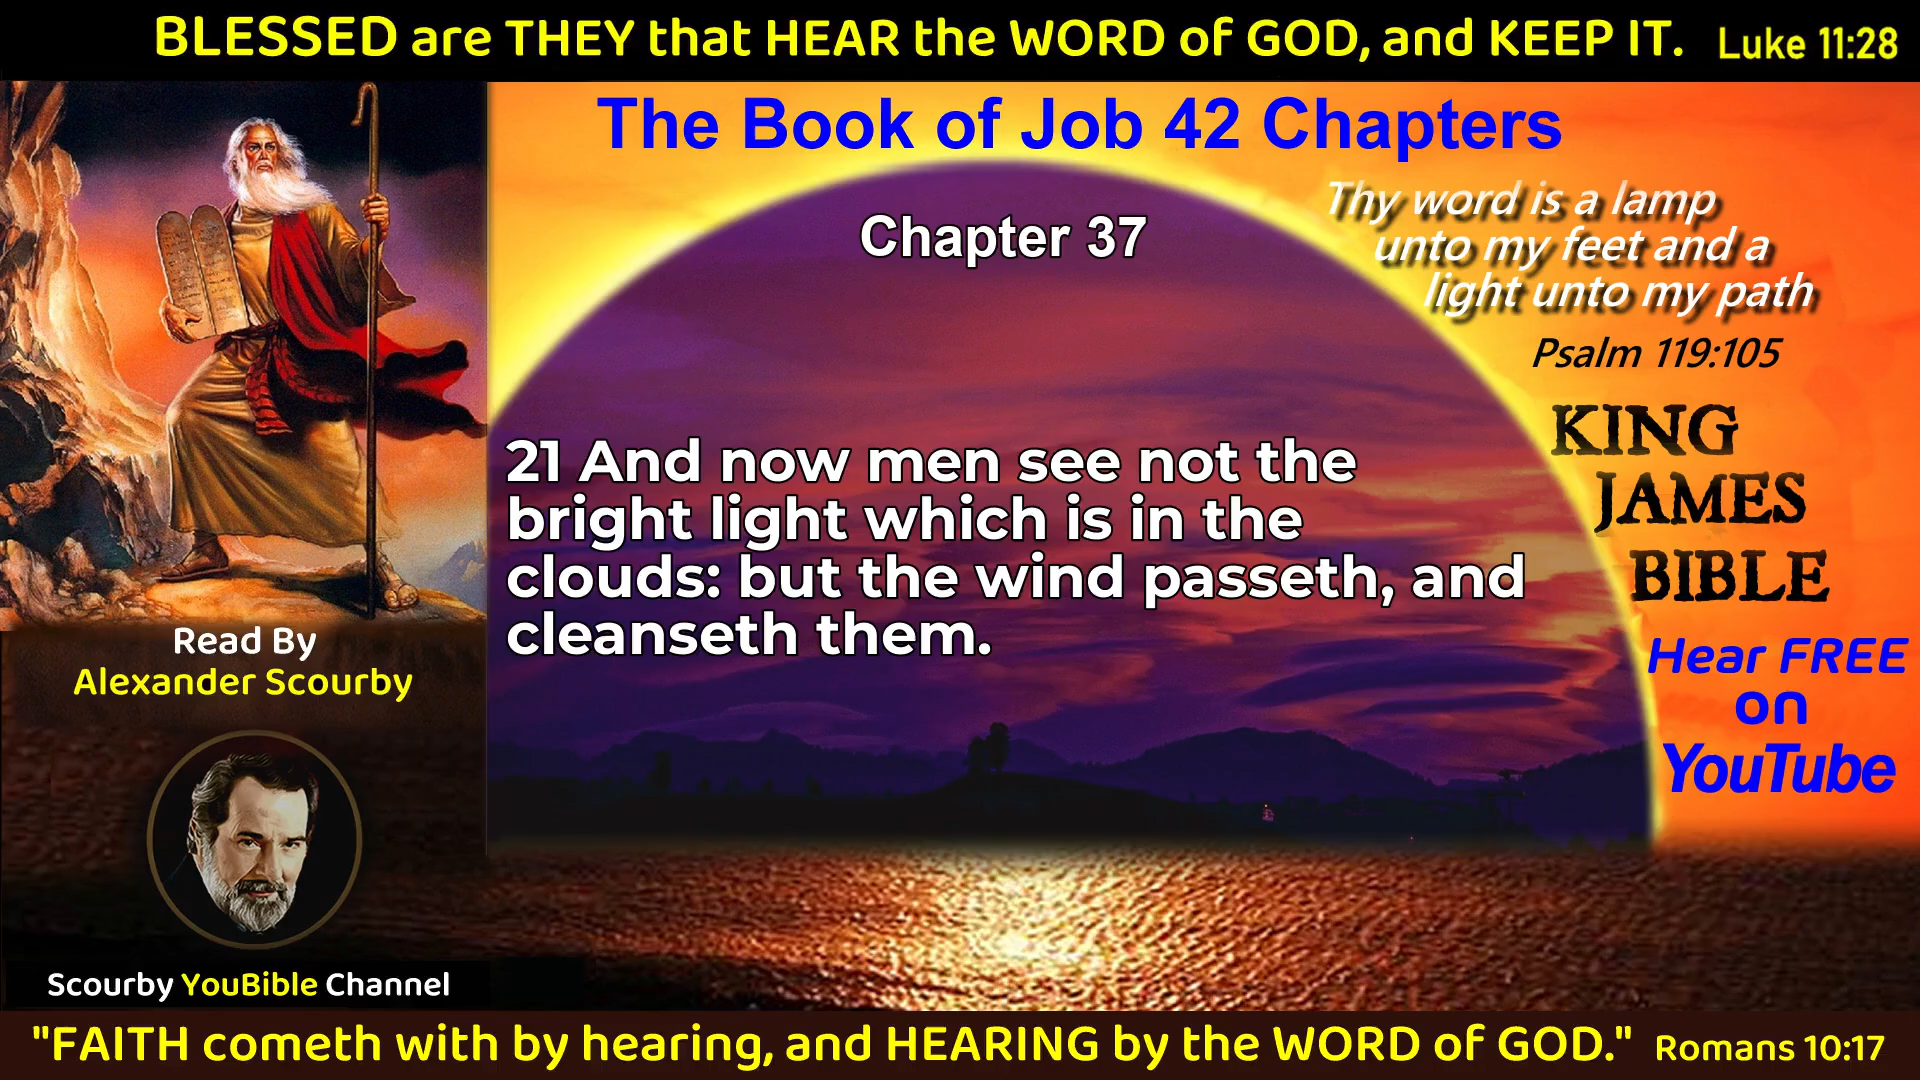 BLESSED are THEY that HEAR the WORD of GOD, and KEEP IT. Luke 11:28
The Book of Job 42 Chapters
Chapter 37
Thy word is a lamp
unto my feet and a
light unto my path
Psalm 119:105
KING
JAMES
BIBLE
21 And now men see not the
bright light which is in the
clouds: but the wind passeth, and
cleanseth them.
Hear FREE
on
YouTube
Read By
Alexander Scourby
Scourby YouBible Channel
"FAITH cometh with by hearing, and HEARING by the WORD of GOD." Romans 10:17